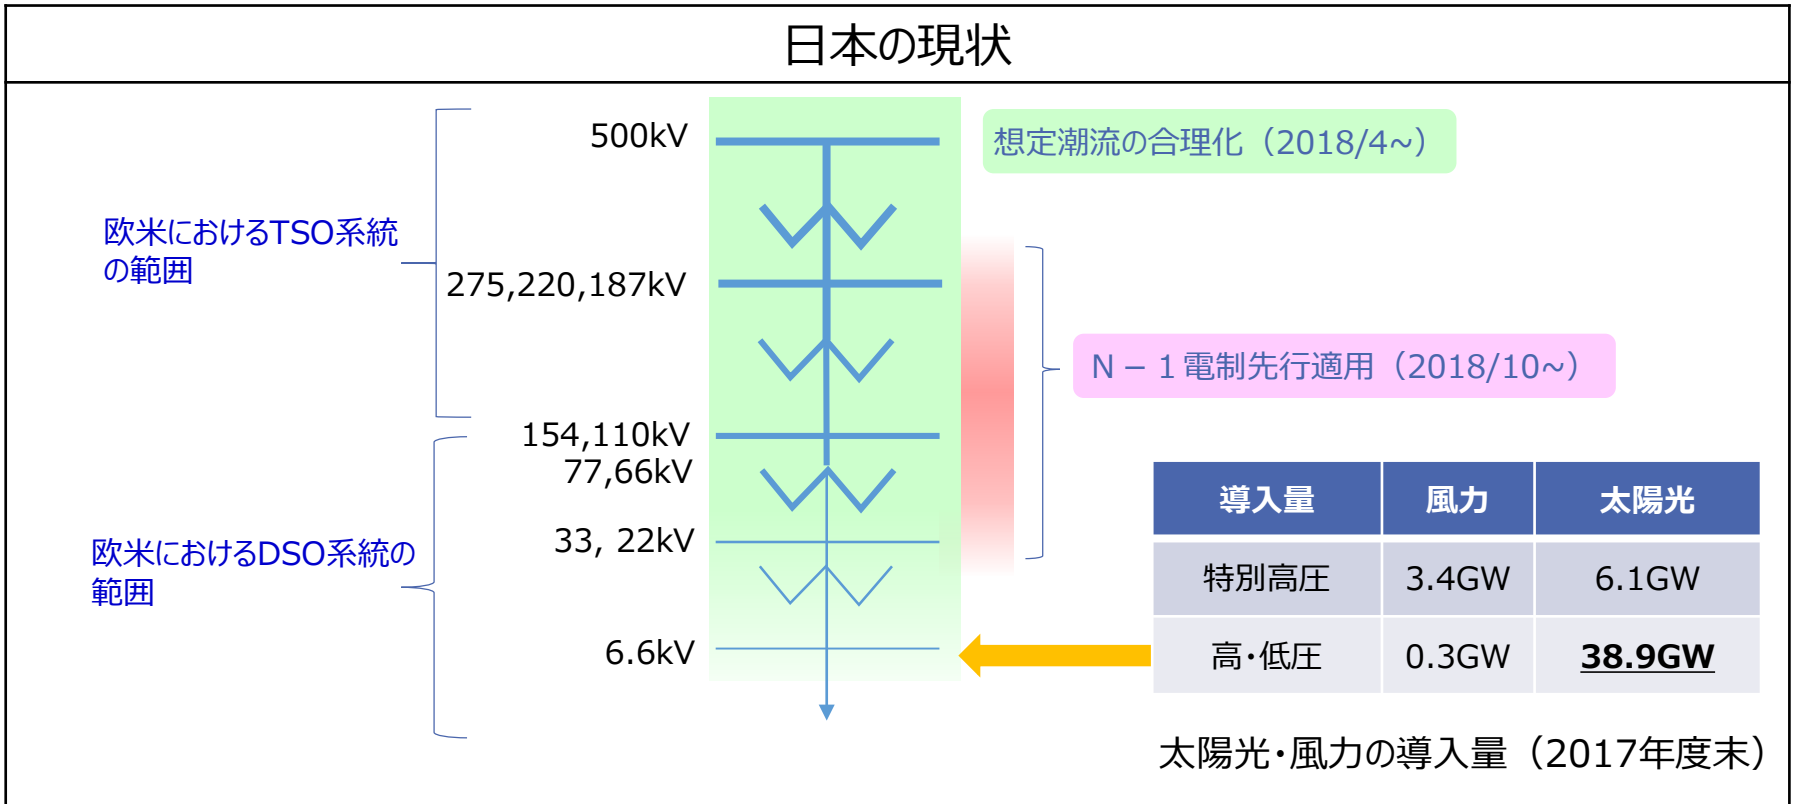 日本の現状
500kV
想定潮流の合理化（2018/4~）
欧米におけるTSO系統
の範囲
275,220,187kV
N－1電制先行適用（2018/10~）
154,110kV
77,66kV
33, 22kV
欧米におけるDSO系統の
範囲
6.6kV
導入量 風力 太陽光
特別高圧 3.4GW 6.1GW
高・低圧 0.3GW 38.9GW
太陽光・風力の導入量（2017年度末）